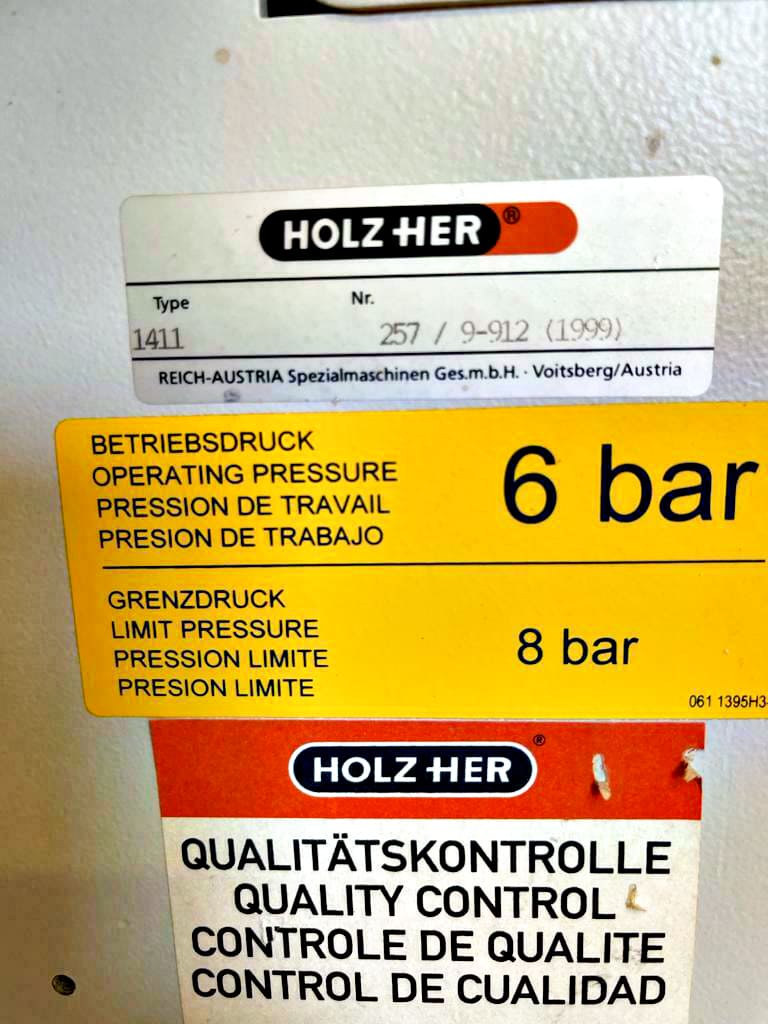 HOLZ-HER®
Type Nr.
1411 257 / 9-912 (1999)
REICH-AUSTRIA Spezialmaschinen Ges.m.b.H. · Voitsberg/Austria
BETRIEBSDRUCK
OPERATING PRESSURE
PRESSION DE TRAVAIL
PRESION DE TRABAJO
6 bar
GRENZDRUCK
LIMIT PRESSURE
PRESSION LIMITE
PRESION LIMITE
8 bar
061 1395H3
HOLZ-HER®
QUALITÄTSKONTROLLE
QUALITY CONTROL
CONTROLE DE QUALITE
CONTROL DE CUALIDAD